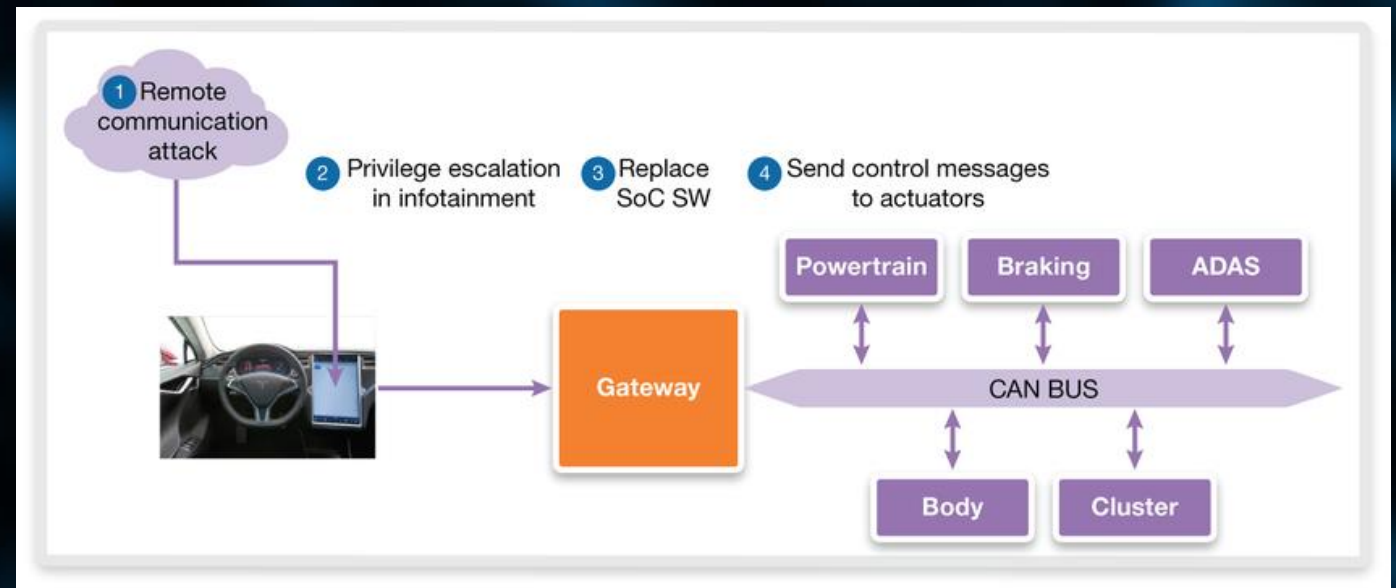 1 Remote
communication
attack
2 Privilege escalation
in infotainment
3 Replace
SoC SW
4 Send control messages
to actuators
Powertrain
Braking
ADAS
Gateway
CAN BUS
Body
Cluster